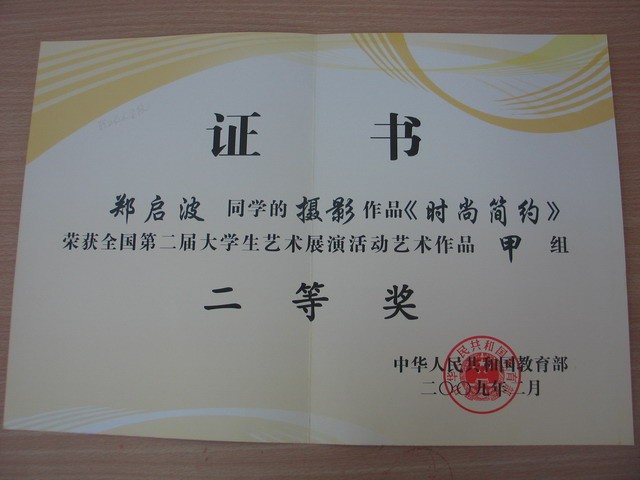 证书
郑启波同学的摄影作品《时尚简约》
荣获全国第二届大学生艺术展演活动艺术作品甲组
二等奖
中华人民共和国教育部
二〇〇九年二月